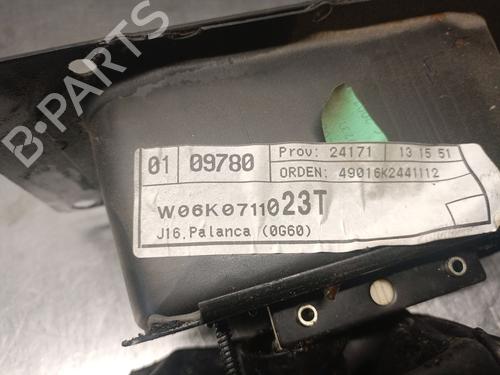 B-PARTS
01 09780 Prov: 24171 13 15 51
ORDEN: 49016K2441112
W06K0711023T
J16.Palanca (0G60)